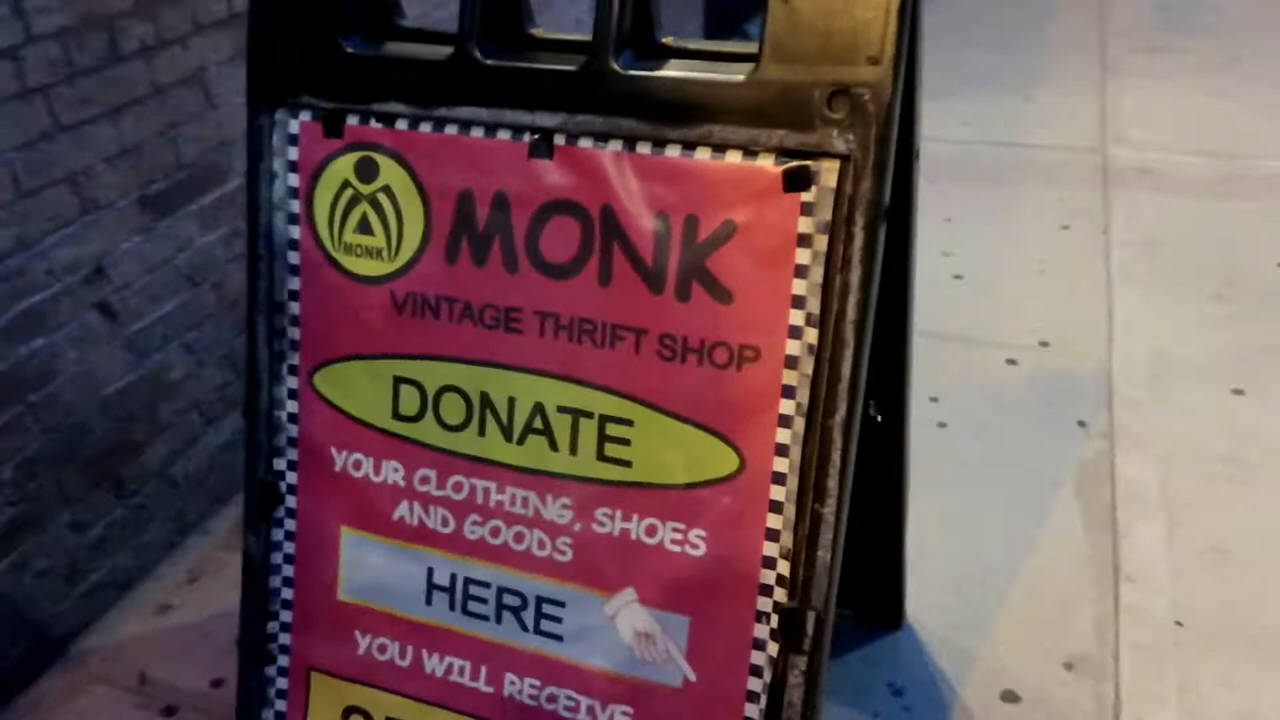 MONK
MONK
VINTAGE THRIFT SHOP
DONATE
YOUR CLOTHING, SHOES
AND GOODS
HERE
YOU WILL RECEIVE